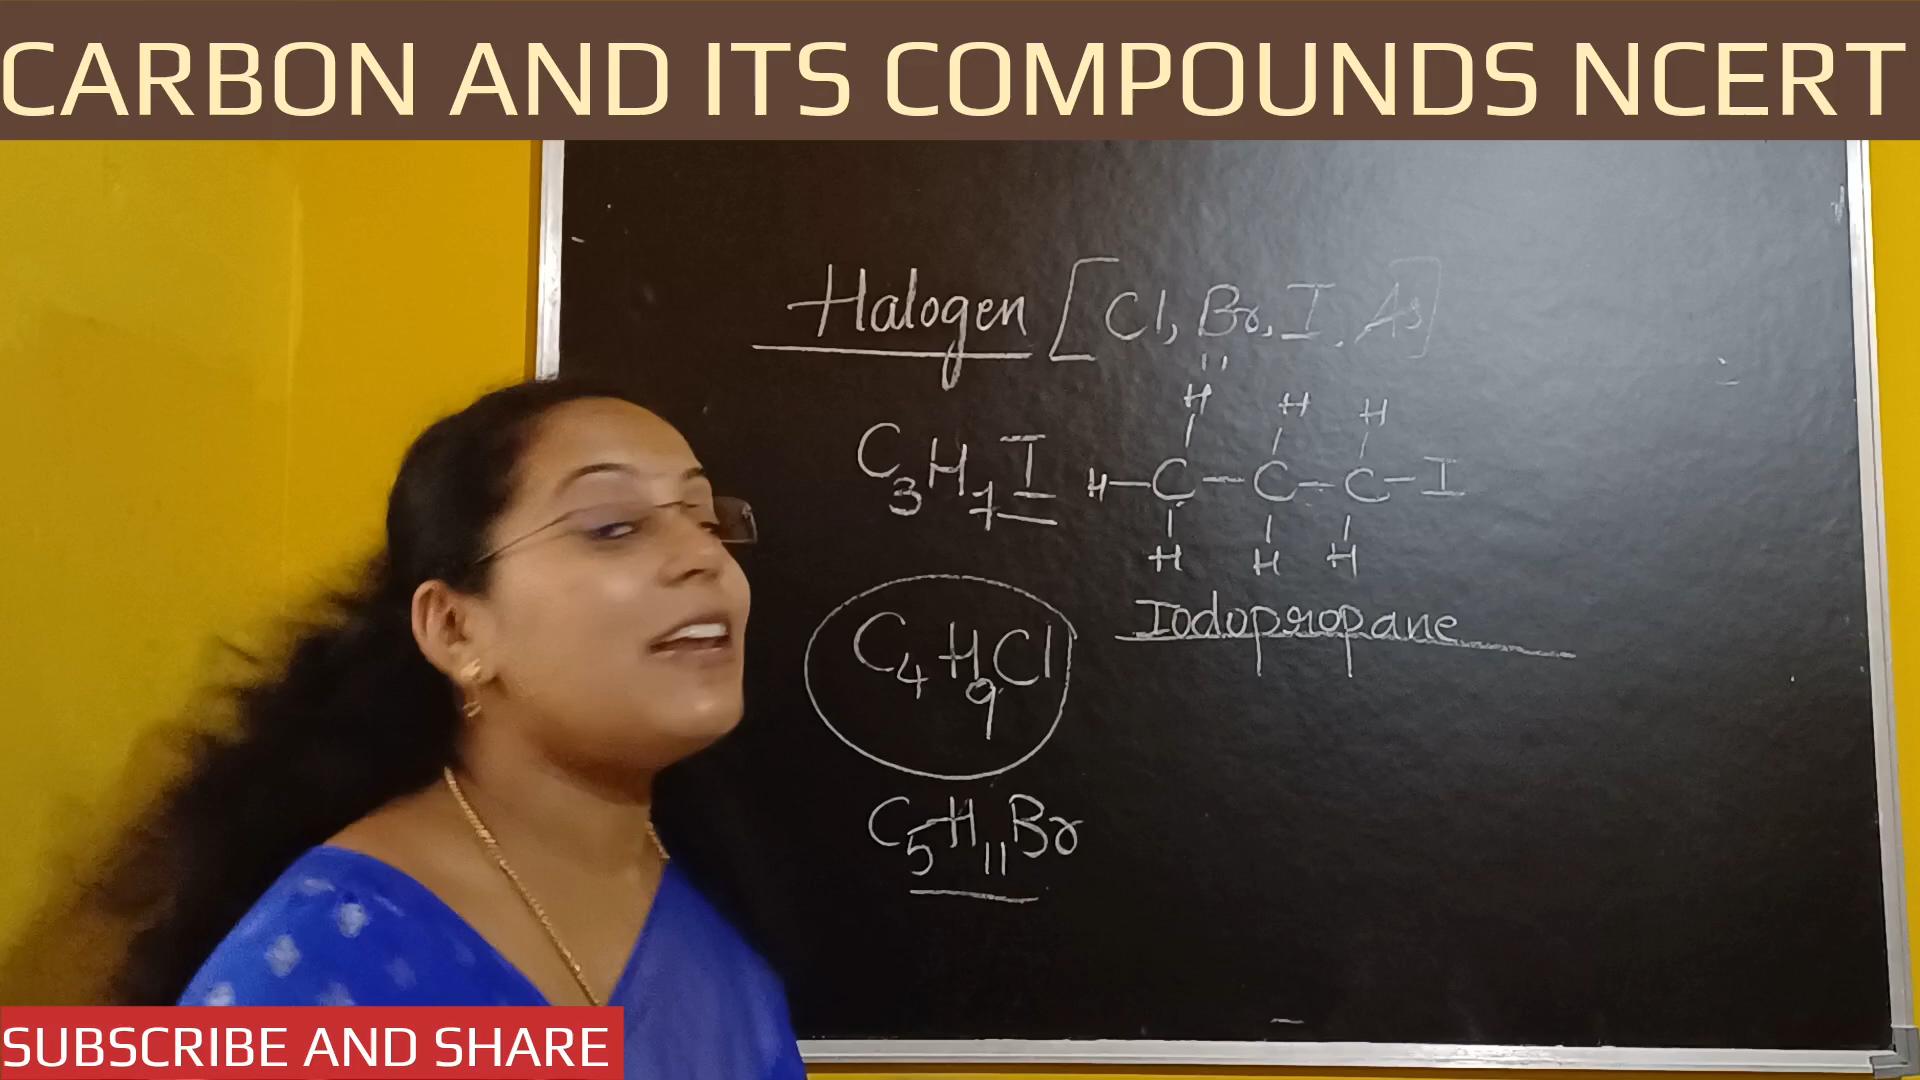 CARBON AND ITS COMPOUNDS NCERT
Halogen [Cl, Br, I, As]
H H H
C3H7I H-C-C-C-I
H H H
Iodopropane
C4H9Cl
C5H11Br
SUBSCRIBE AND SHARE